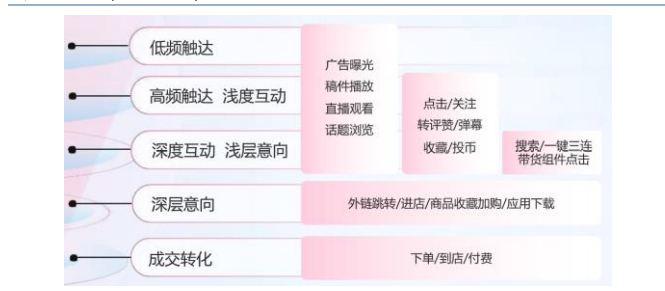 低频触达
高频触达 浅度互动
深度互动 浅层意向
深层意向
成交转化
广告曝光
稿件播放
直播观看
话题浏览
点击/关注
转评赞/弹幕
收藏/投币
搜索/一键三连
带货组件点击
外链跳转/进店/商品收藏加购/应用下载
下单/到店/付费